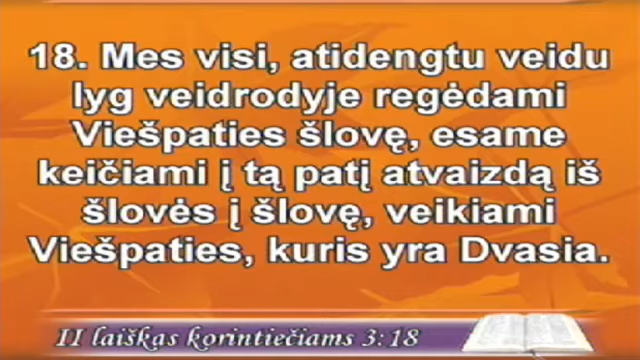 18. Mes visi, atidengtu veidu
lyg veidrodyje regėdami
Viešpaties šlovę, esame
keičiami į tą patį atvaizdą iš
šlovės į šlovę, veikiami
Viešpaties, kuris yra Dvasia.
II laiškas korintiečiams 3:18